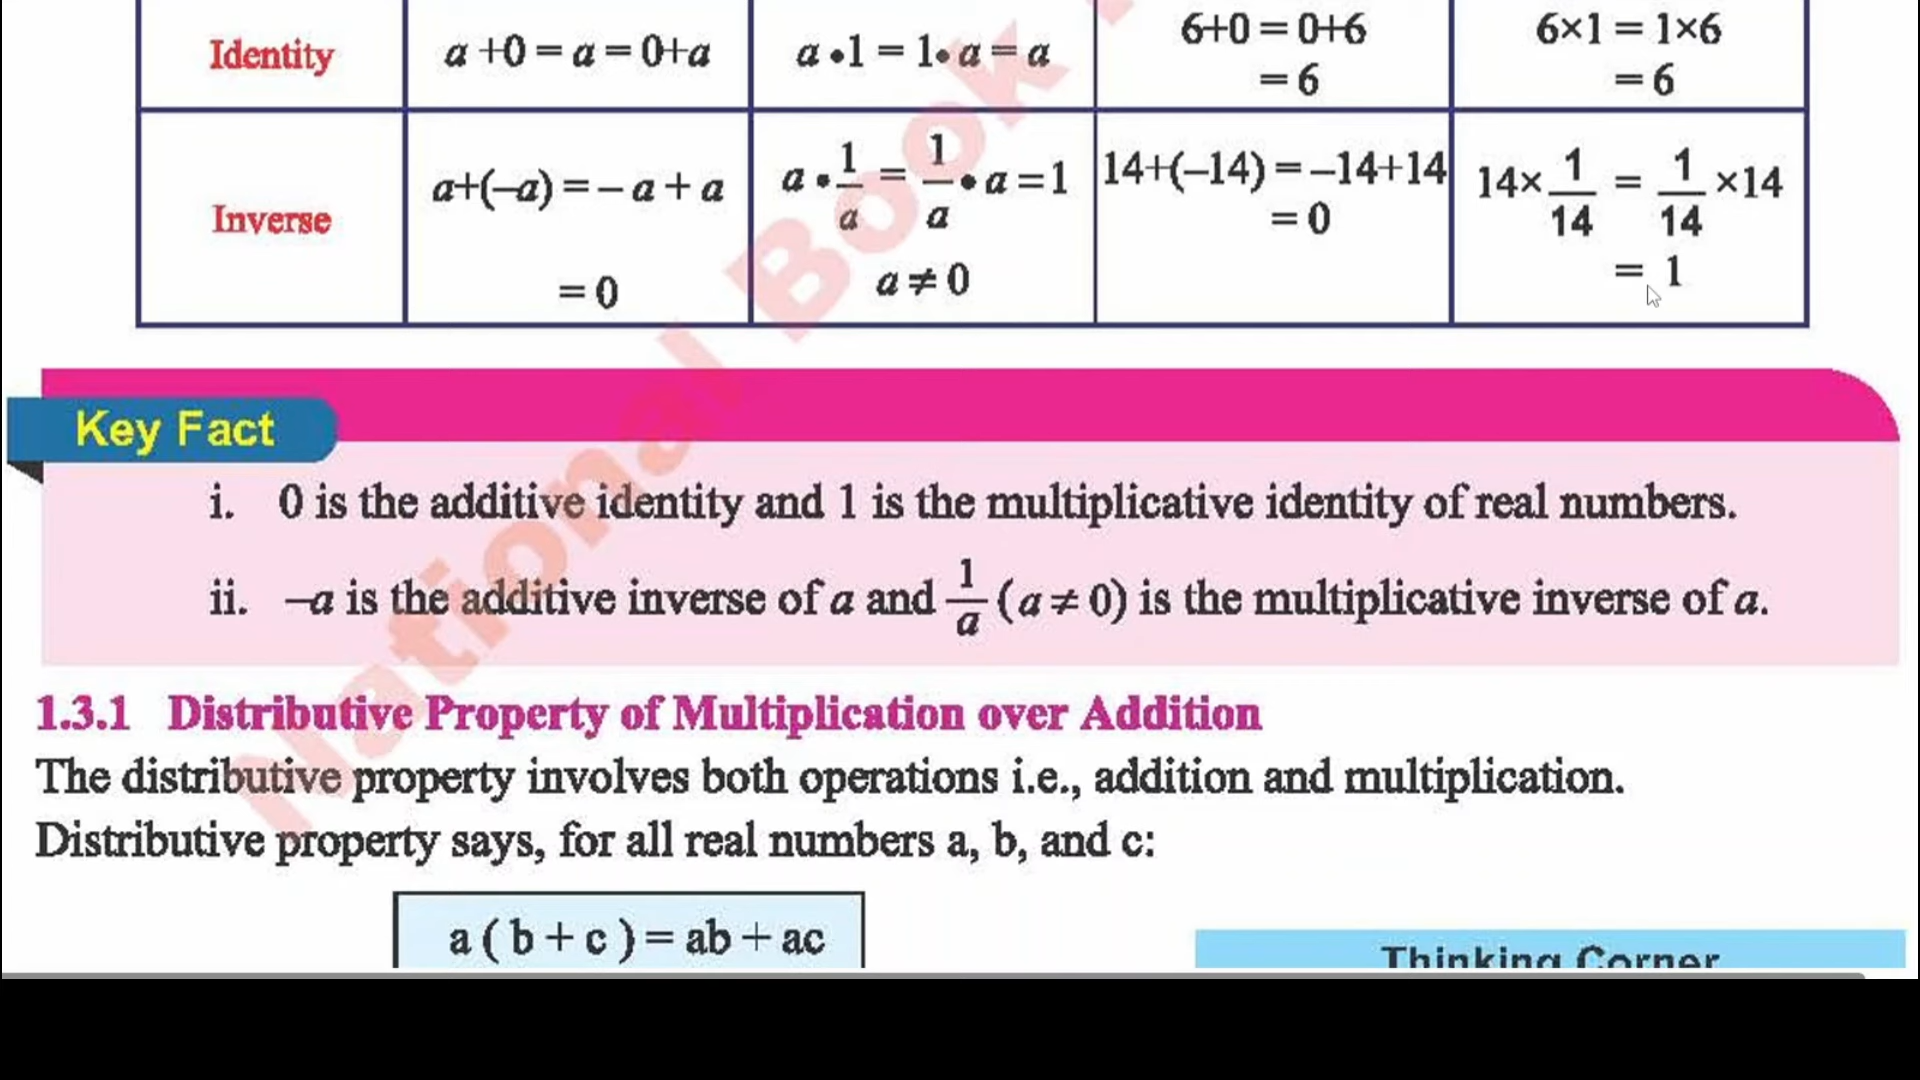 Identity a +0 = a = 0+a a •1 = 1• a = a 6+0 = 0+6 = 6 6×1 = 1×6 = 6
Inverse a+(–a) = – a + a = 0 a • 1/a = 1/a • a = 1 a ≠ 0 14+(–14) = –14+14 = 0 14× 1/14 = 1/14 ×14 = 1
Key Fact
i. 0 is the additive identity and 1 is the multiplicative identity of real numbers.
ii. –a is the additive inverse of a and 1/a (a ≠ 0) is the multiplicative inverse of a.
1.3.1 Distributive Property of Multiplication over Addition
The distributive property involves both operations i.e., addition and multiplication.
Distributive property says, for all real numbers a, b, and c:
a ( b + c ) = ab + ac
Thinking Corner
National Book